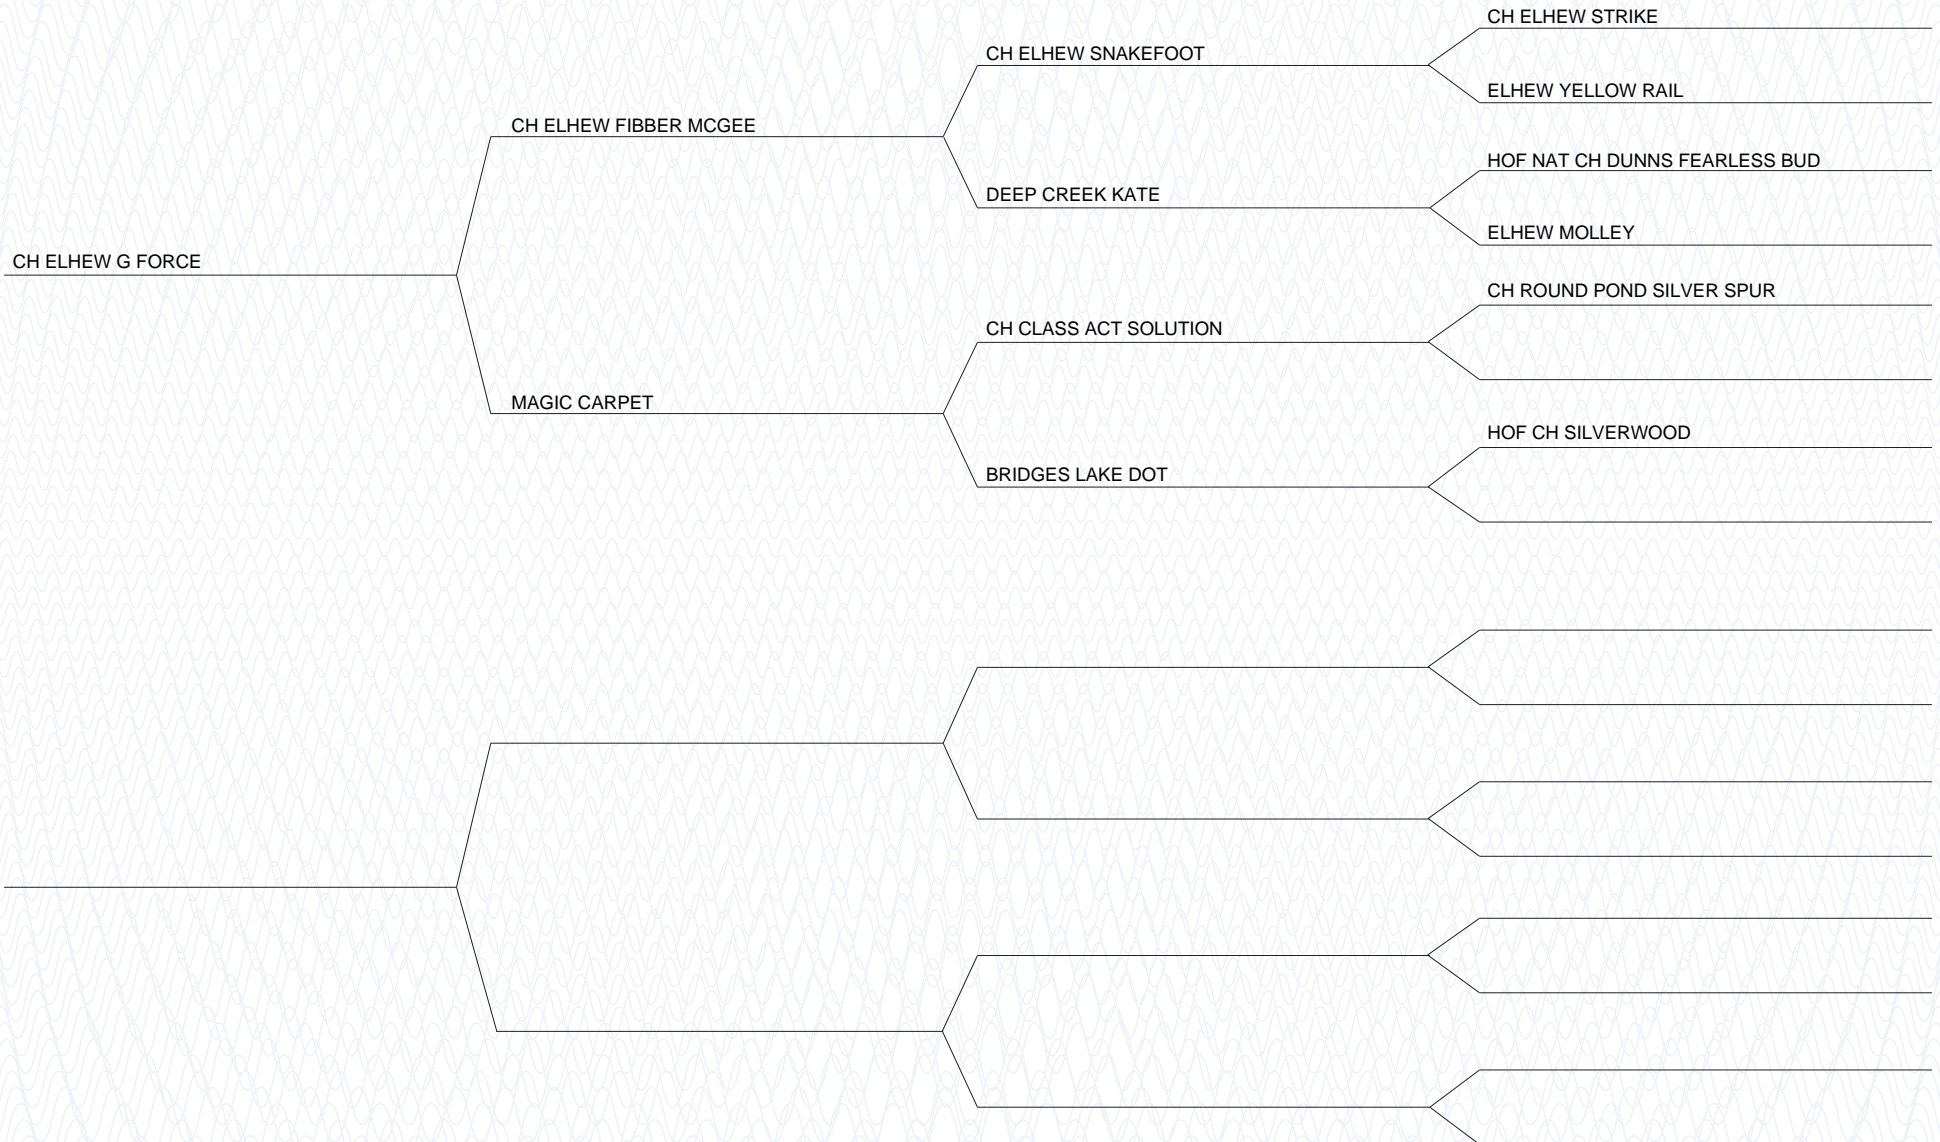 CH ELHEW STRIKE
CH ELHEW SNAKEFOOT
ELHEW YELLOW RAIL
CH ELHEW FIBBER MCGEE
HOF NAT CH DUNNS FEARLESS BUD
DEEP CREEK KATE
ELHEW MOLLEY
CH ELHEW G FORCE
CH ROUND POND SILVER SPUR
CH CLASS ACT SOLUTION
MAGIC CARPET
HOF CH SILVERWOOD
BRIDGES LAKE DOT